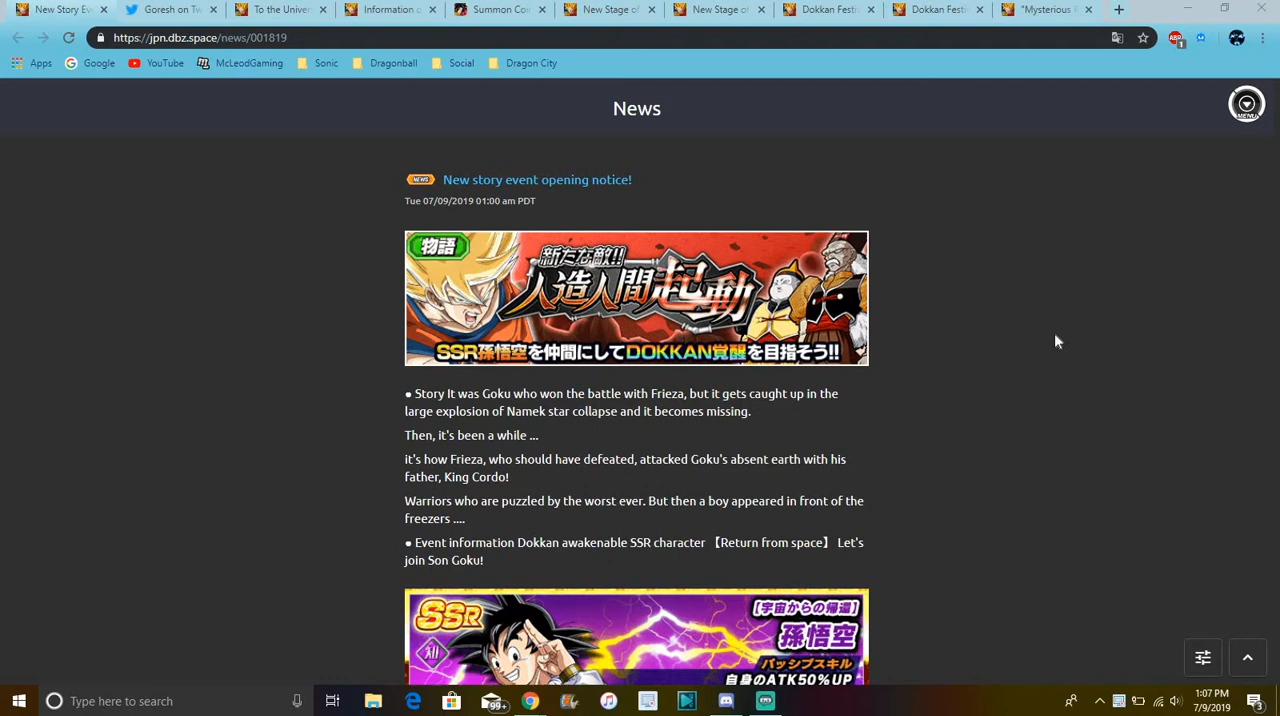 New Story Eve
Goresh on Tw
To the Univer
Information o
Summon Coi
New Stage of
New Stage of
Dokkan Festi
Dokkan Festi
"Mysterious R
https://jpn.dbz.space/news/001819
ABP
1
Apps
Google
YouTube
McLeodGaming
Sonic
Dragonball
Social
Dragon City
News
MENU
NEWS New story event opening notice!
Tue 07/09/2019 01:00 am PDT
物語
新たな敵!!
人造人間起動
SSR孫悟空を仲間にしてDOKKAN覚醒を目指そう!!
● Story It was Goku who won the battle with Frieza, but it gets caught up in the
large explosion of Namek star collapse and it becomes missing.
Then, it's been a while ...
it's how Frieza, who should have defeated, attacked Goku's absent earth with his
father, King Cordo!
Warriors who are puzzled by the worst ever. But then a boy appeared in front of the
freezers ....
● Event information Dokkan awakenable SSR character 【Return from space】 Let's
join Son Goku!
SSR
知
[宇宙からの帰還]
孫悟空
パッシブスキル
自身のATK50%UP
Type here to search
99+
1:07 PM
7/9/2019
3